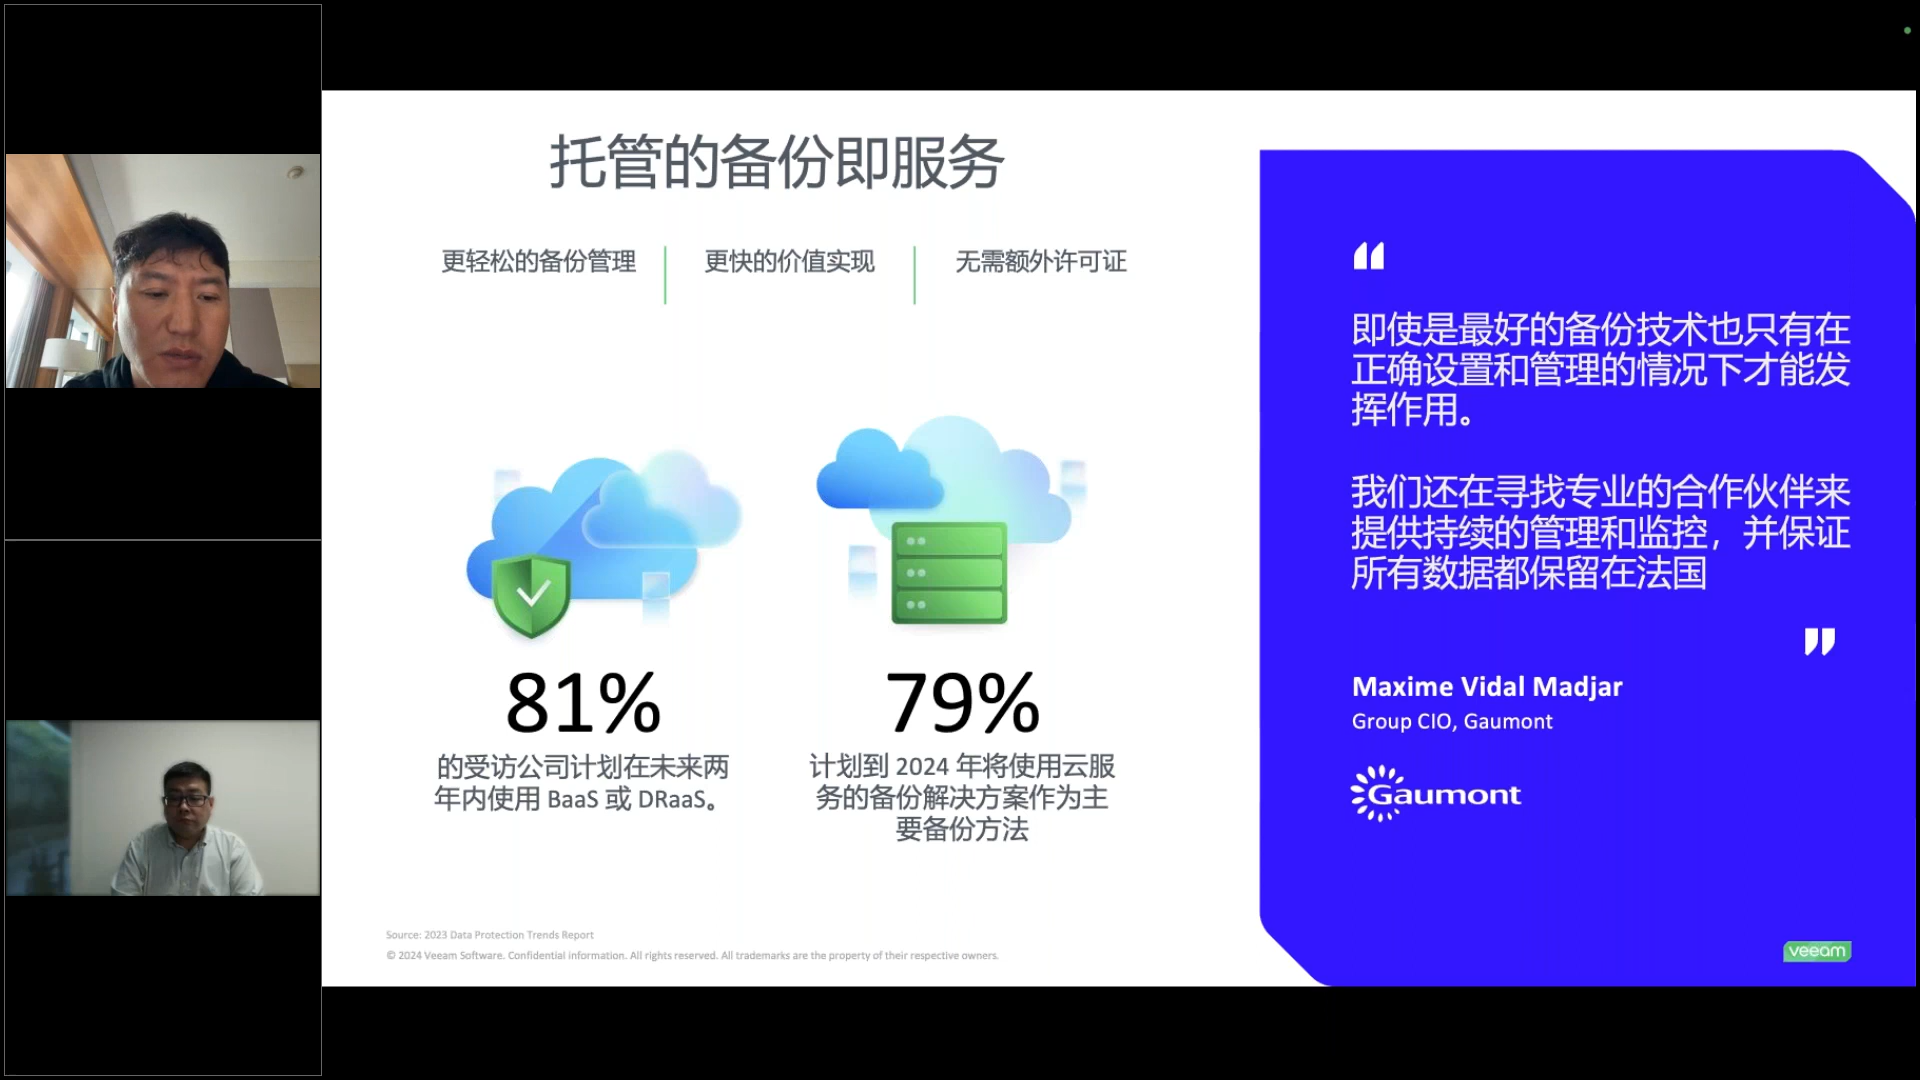 托管的备份即服务
更轻松的备份管理
更快的价值实现
无需额外许可证
81%
的受访公司计划在未来两
年内使用 BaaS 或 DRaaS。
79%
计划到 2024 年将使用云服
务的备份解决方案作为主
要备份方法
Source: 2023 Data Protection Trends Report
© 2024 Veeam Software. Confidential information. All rights reserved. All trademarks are the property of their respective owners.
“
即使是最好的备份技术也只有在
正确设置和管理的情况下才能发
挥作用。
我们还在寻找专业的合作伙伴来
提供持续的管理和监控，并保证
所有数据都保留在法国
”
Maxime Vidal Madjar
Group CIO, Gaumont
Gaumont
veeam